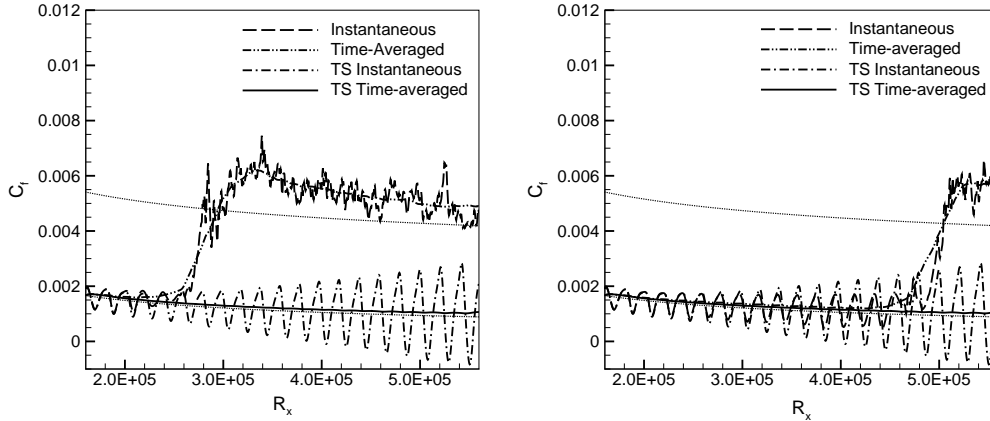 0.012
0.01
0.008
0.006
0.004
0.002
0
C_f
2.0E+05
3.0E+05
4.0E+05
5.0E+05
R_x
Instantaneous
Time-Averaged
TS Instantaneous
TS Time-averaged
0.012
0.01
0.008
0.006
0.004
0.002
0
C_f
2.0E+05
3.0E+05
4.0E+05
5.0E+05
R_x
Instantaneous
Time-averaged
TS Instantaneous
TS Time-averaged